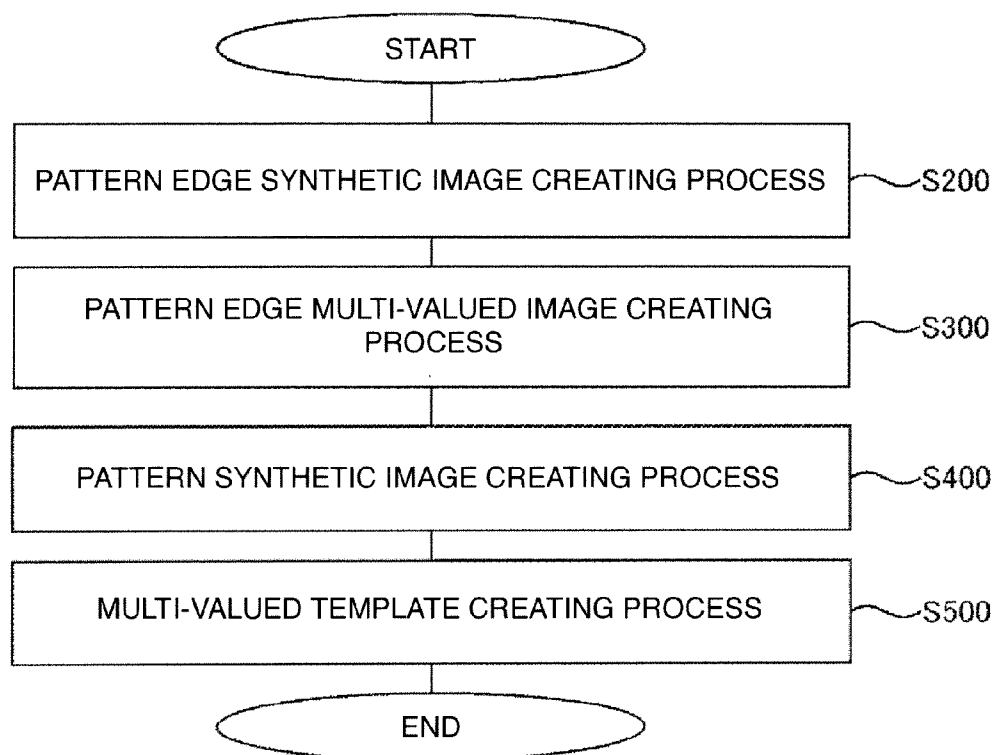 START
PATTERN EDGE SYNTHETIC IMAGE CREATING PROCESS
S200
PATTERN EDGE MULTI-VALUED IMAGE CREATING
PROCESS
S300
PATTERN SYNTHETIC IMAGE CREATING PROCESS
S400
MULTI-VALUED TEMPLATE CREATING PROCESS
S500
END